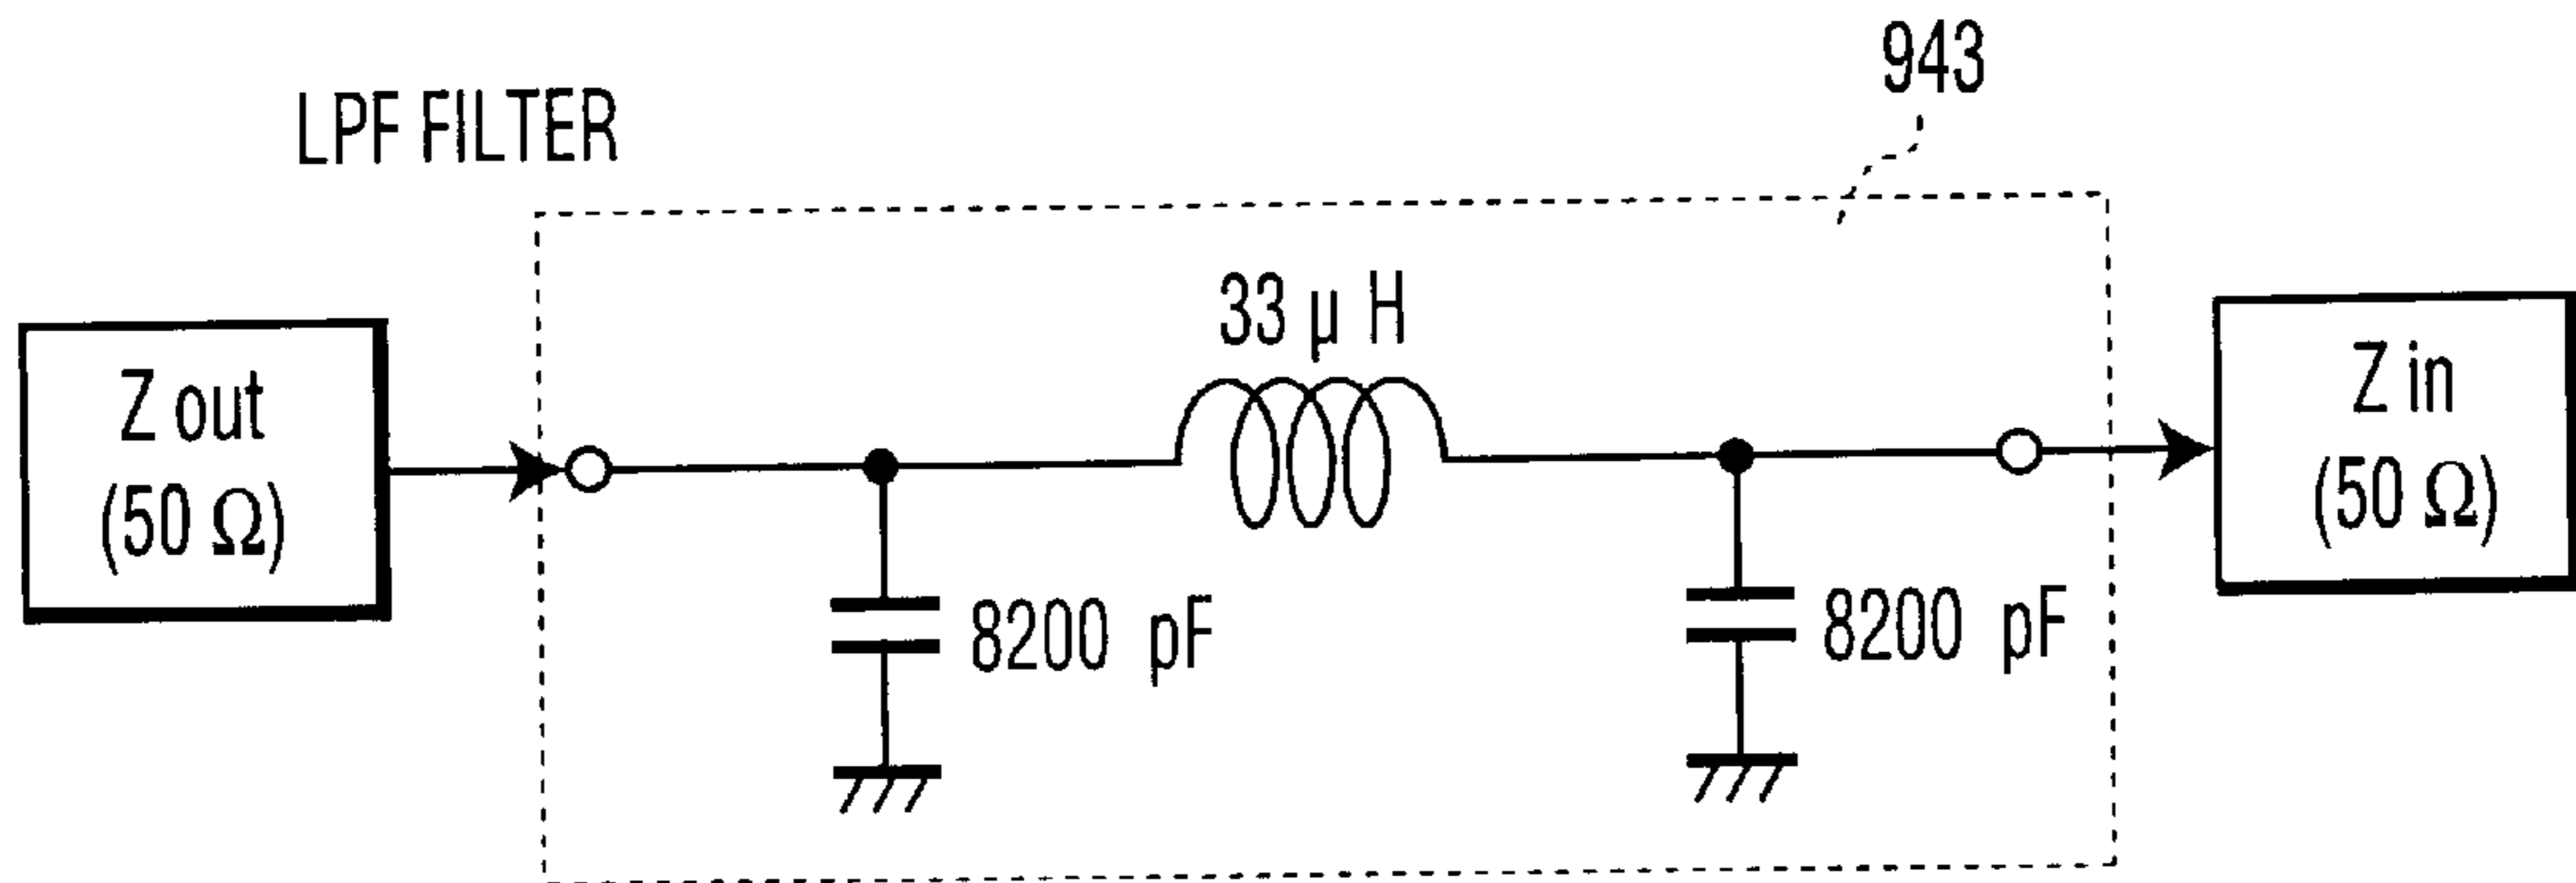 943
LPF FILTER
33 μ H
Z out
(50 Ω)
Z in
(50 Ω)
8200 pF
8200 pF